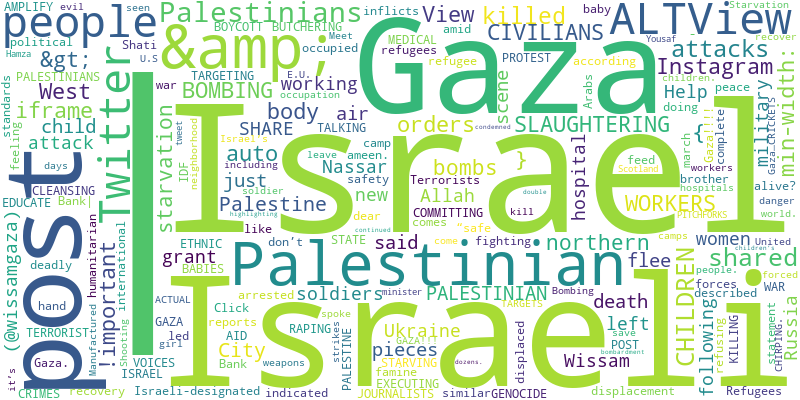 AMPLIFY
evil
seen
people
political
&gt;
Shati
U.S
Hamza
West
PALESTINIANS
iframe
standards
feeling
child
attack
days
CLEANSING
EDUCATE
Bank|
(@wissamgaza)
deadly
hand
TERRORIST
it's
Gaza.
CRIMES
recovery
post
!important
Manufactured
humanitarian
Shooting
international
Twitter
|
Palestinians
BOYCOTT
BUTCHERING
Meet
inflicts
occupied
&amp;
TARGETING
E.U.
war
occupation
BOMBING
working
body
air
SHARE
TALKING
tweet
IDF
Israel's
neighborhood
starvation
auto
including
just
soldier
leave
camp
ameen.
safety
Nassar
Palestine
Terrorists
new
Allah
like
COMMITTING
dear
comes
ETHNIC
don't
STATE
said
fighting
kill
grant
BABIES
ACTUAL
VOICES
ISRAEL
Israeli-designated
led
girl
GAZA
Click
reports
City
Bank
AID
arrested
RAPING
spoke
strikes
weapons
indicated
soldiers
minister
GAZA!!!
STARVING
famine
Ukraine
PALESTINE
EXECUTING
JOURNALISTS
pieces
displaced
similar
GENOCIDE
PALESTINIAN
TARGETS
Bombing
dozens.
death
Wissam
left
POST
bombardment
displacement
Palestinian
Israel
Israeli
Gaza
View
baby
killed
amid
MEDICAL
refugees
refugee
PROTEST
according
CIVILIANS
scene
Arabs
attacks
Instagram
ALTView
Starvation
Yousaf
recover
children.
peace
Help
doing
military
min-width:
orders
SLAUGHTERING
bombs
}
{
hospital
condemned
double
highlighting
continued
"safe
come
northern
flee
march
feed
brother
hospitals
Gaza!!!!
complete
Gaza…CRICKETS
alive?
danger
workers
Scotland
WORKERS
PITCHFORKS
world.
women
United
children's
camps
people.
shared
forces
forced
described
WAR
CHILDREN
following
save
refusing
KILLING
statement
CHIRPING.
Refugees
Russia